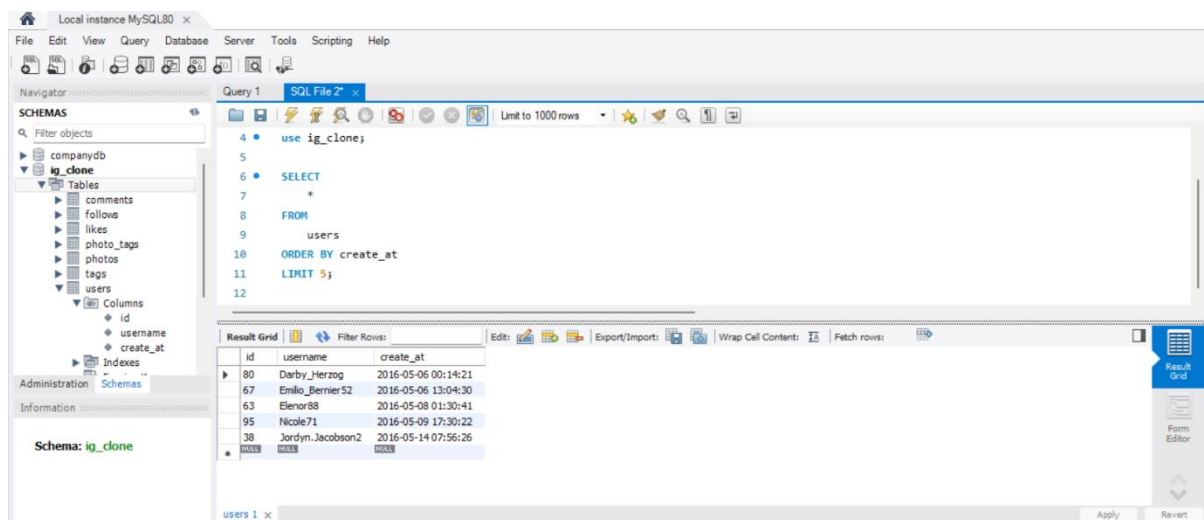 Local instance MySQL80 ×
File Edit View Query Database Server Tools Scripting Help
Navigator
SCHEMAS
Filter objects
companydb
ig_clone
Tables
comments
follows
likes
photo_tags
photos
tags
users
Columns
id
username
create_at
Indexes
Administration Schemas
Information
Schema: ig_clone
Query 1 SQL File 2* ×
Limit to 1000 rows
4 use ig_clone;
5
6 SELECT
7 *
8 FROM
9 users
10 ORDER BY create_at
11 LIMIT 5;
12
Result Grid Filter Rows: Edit: Export/Import: Wrap Cell Content: Fetch rows:
id username create_at
80 Darby_Herzog 2016-05-06 00:14:21
67 Emilio_Bernier52 2016-05-06 13:04:30
63 Elenor88 2016-05-08 01:30:41
95 Nicole71 2016-05-09 17:30:22
38 Jordyn.Jacobson2 2016-05-14 07:56:26
NULL NULL NULL
Result Grid
Form Editor
users 1 × Apply Revert